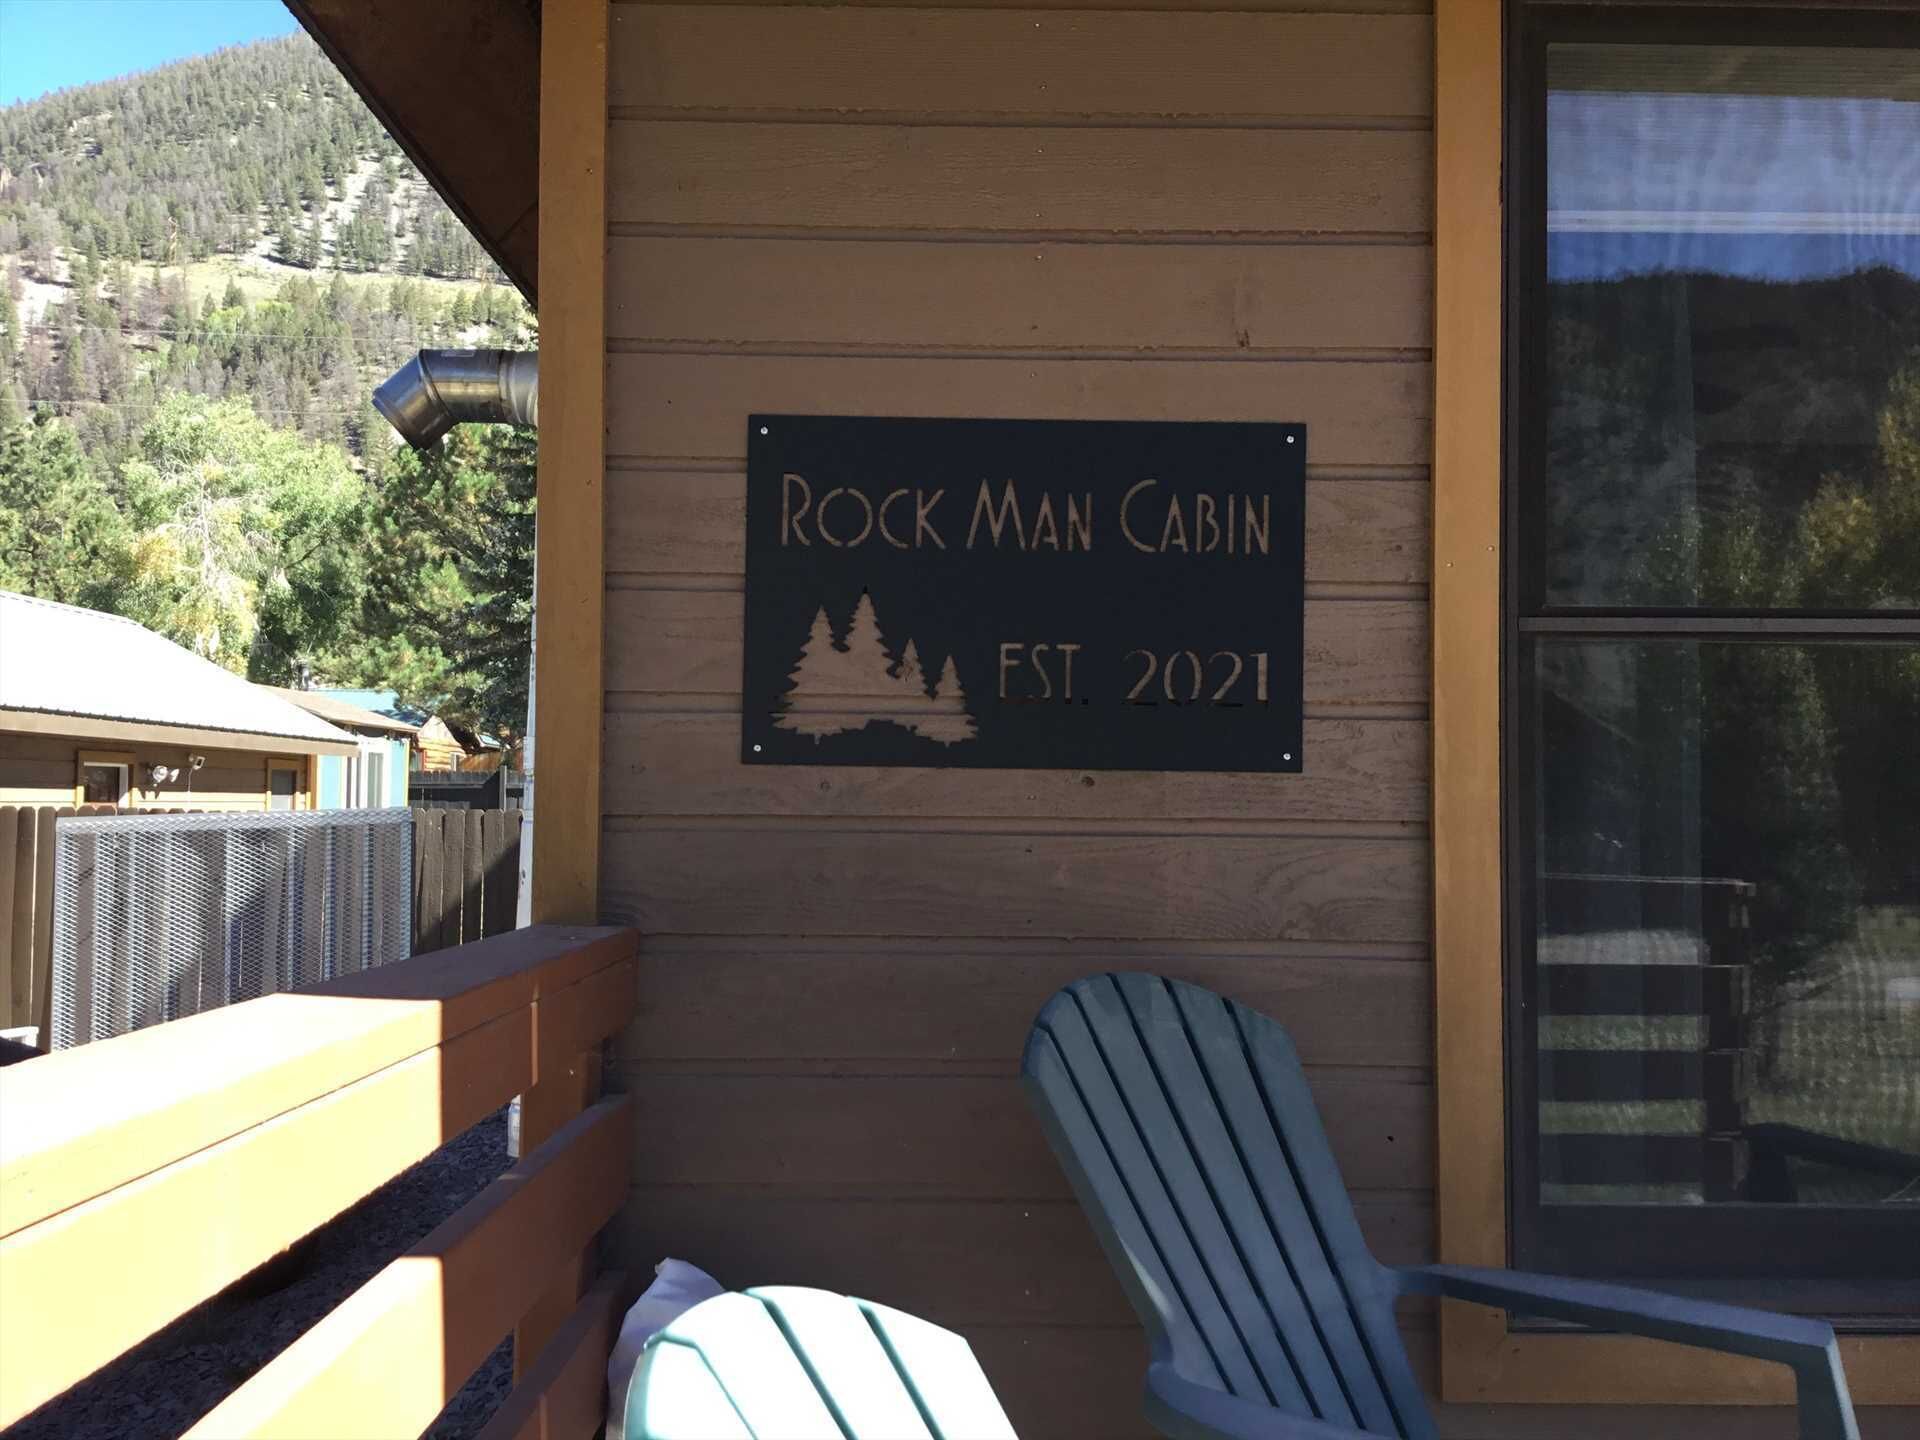 ROCK MAN CABIN
EST. 2021